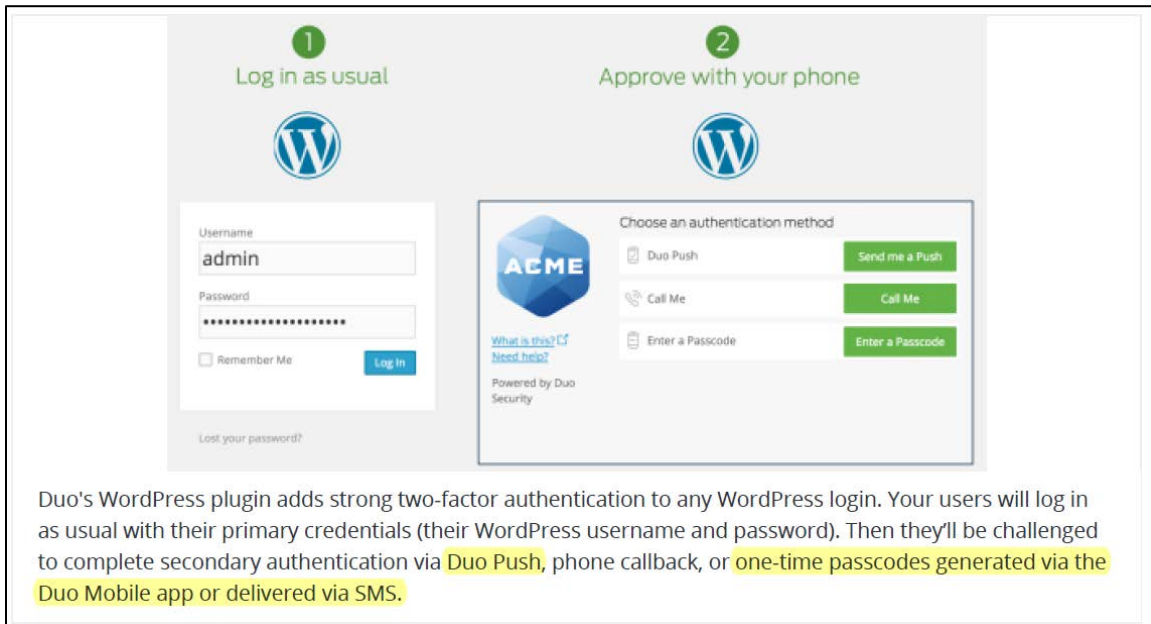 1
Log in as usual
Username
admin
Password
••••••••••••••••••••
Remember Me
Log In
Lost your password?
2
Approve with your phone
ACME
What is this?
Need help?
Powered by Duo
Security
Choose an authentication method
Duo Push
Send me a Push
Call Me
Call Me
Enter a Passcode
Enter a Passcode
Duo's WordPress plugin adds strong two-factor authentication to any WordPress login. Your users will log in
as usual with their primary credentials (their WordPress username and password). Then they'll be challenged
to complete secondary authentication via Duo Push, phone callback, or one-time passcodes generated via the
Duo Mobile app or delivered via SMS.